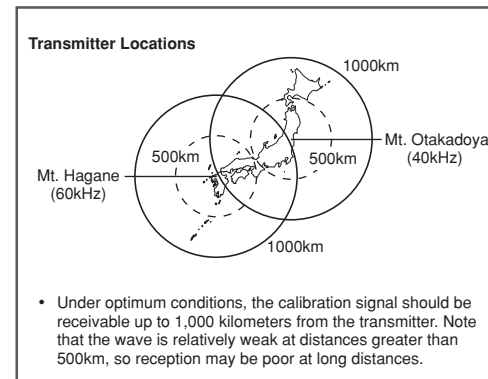 Transmitter Locations
1000km
500km
500km
Mt. Otakadoya
(40kHz)
Mt. Hagane
(60kHz)
1000km
• Under optimum conditions, the calibration signal should be
receivable up to 1,000 kilometers from the transmitter. Note
that the wave is relatively weak at distances greater than
500km, so reception may be poor at long distances.